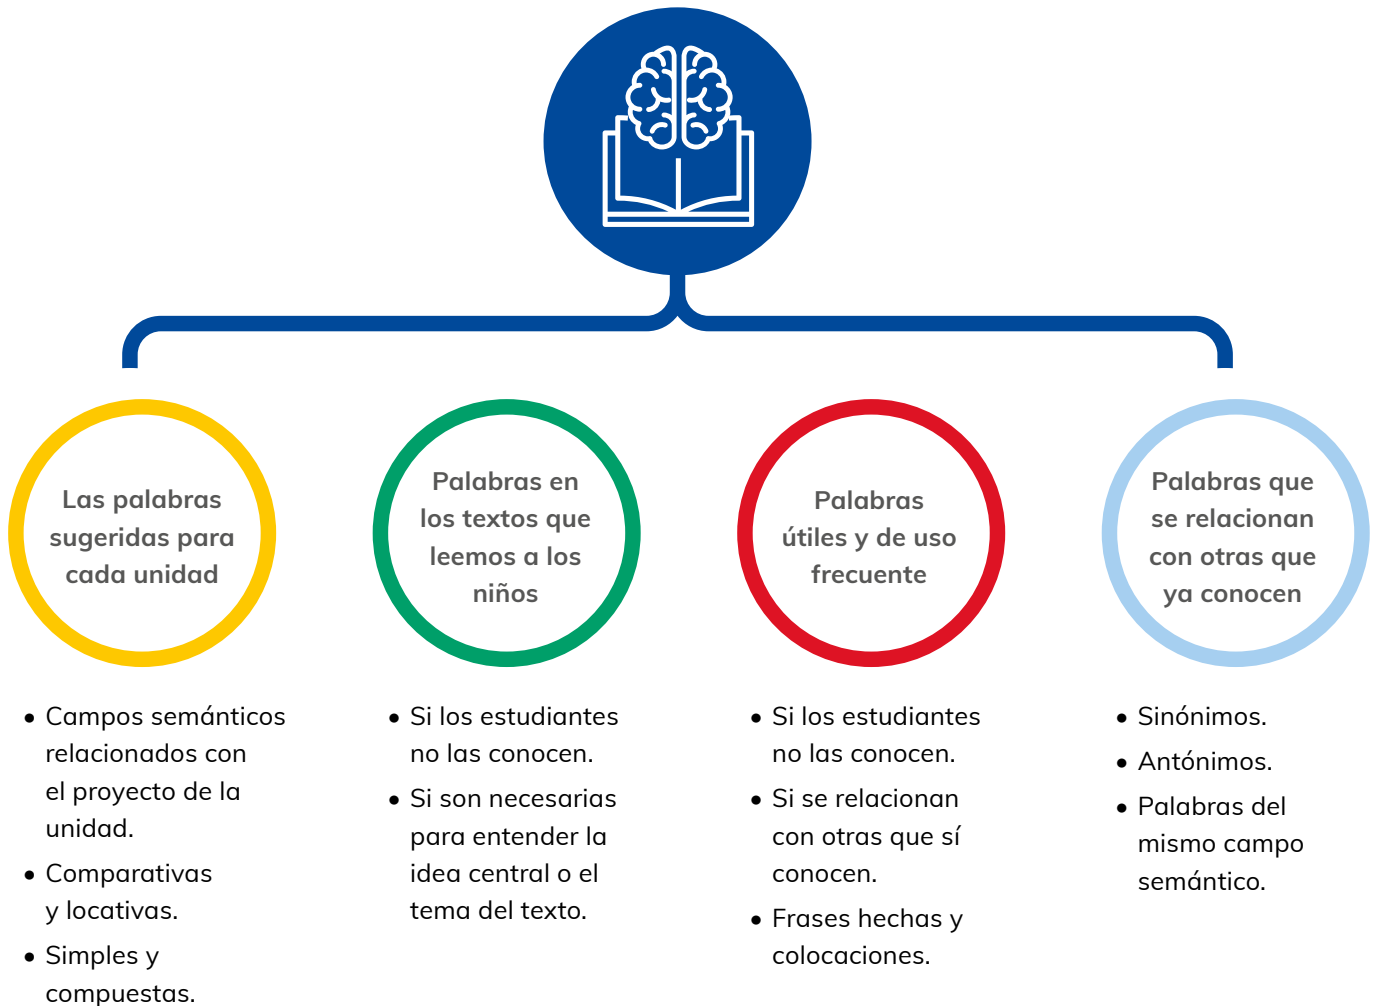 Las palabras
sugeridas para
cada unidad
Palabras en
los textos que
leemos a los
niños
Palabras
útiles y de uso
frecuente
Palabras que
se relacionan
con otras que
ya conocen
• Campos semánticos
relacionados con
el proyecto de la
unidad.
• Comparativas
y locativas.
• Simples y
compuestas.
• Si los estudiantes
no las conocen.
• Si son necesarias
para entender la
idea central o el
tema del texto.
• Si los estudiantes
no las conocen.
• Si se relacionan
con otras que sí
conocen.
• Frases hechas y
colocaciones.
• Sinónimos.
• Antónimos.
• Palabras del
mismo campo
semántico.